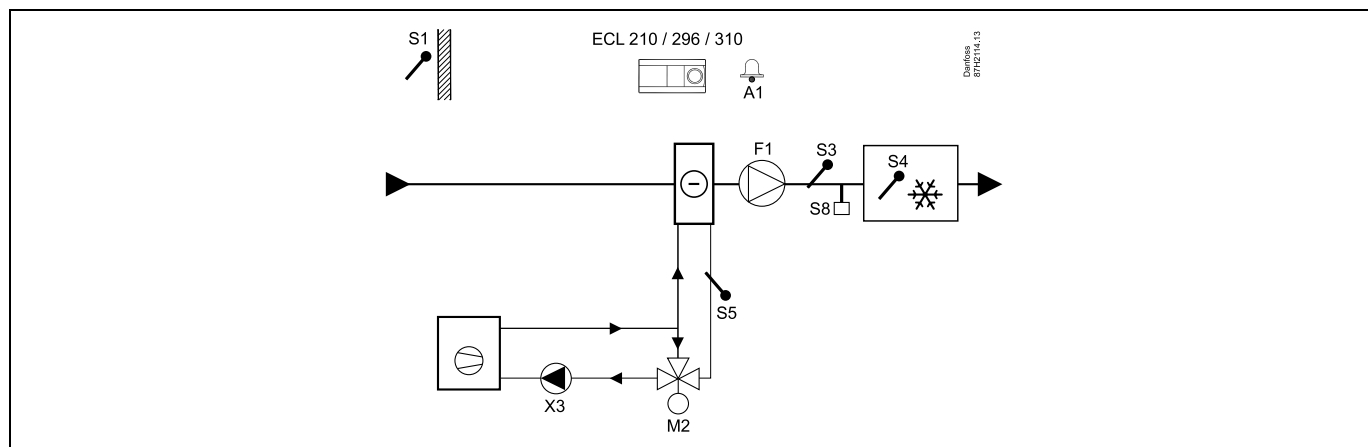 S1
ECL 210 / 296 / 310
A1
Danfoss
87H2114.13
F1
S3
S4
S8
S5
X3
M2